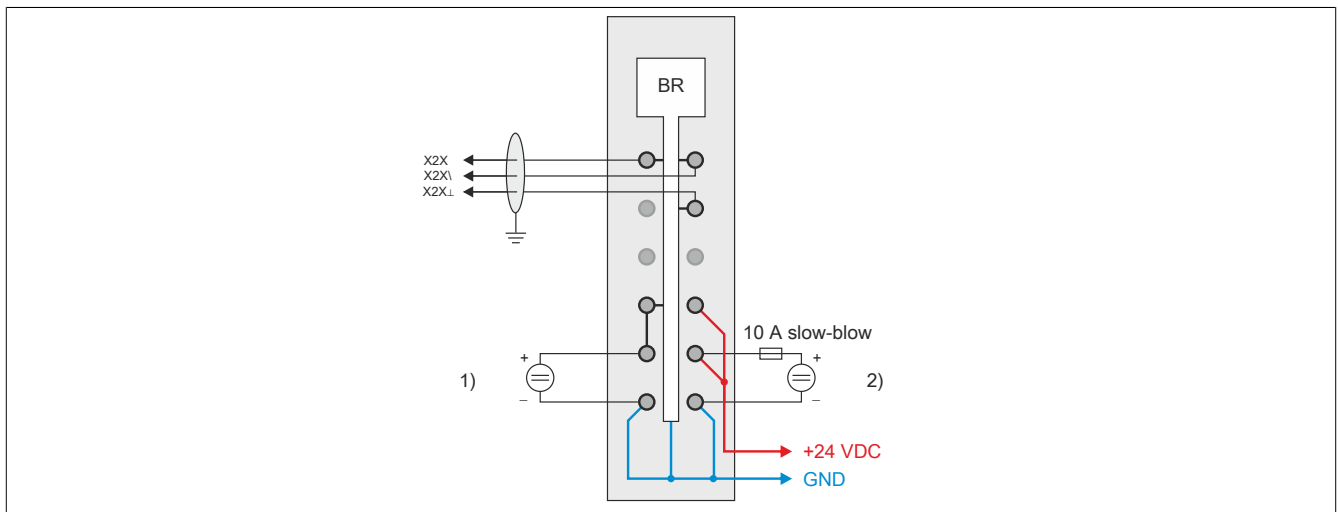 BR
X2X
X2X\
X2X⊥
10 A slow-blow
+ +
1) 2)
– –
+24 VDC
GND